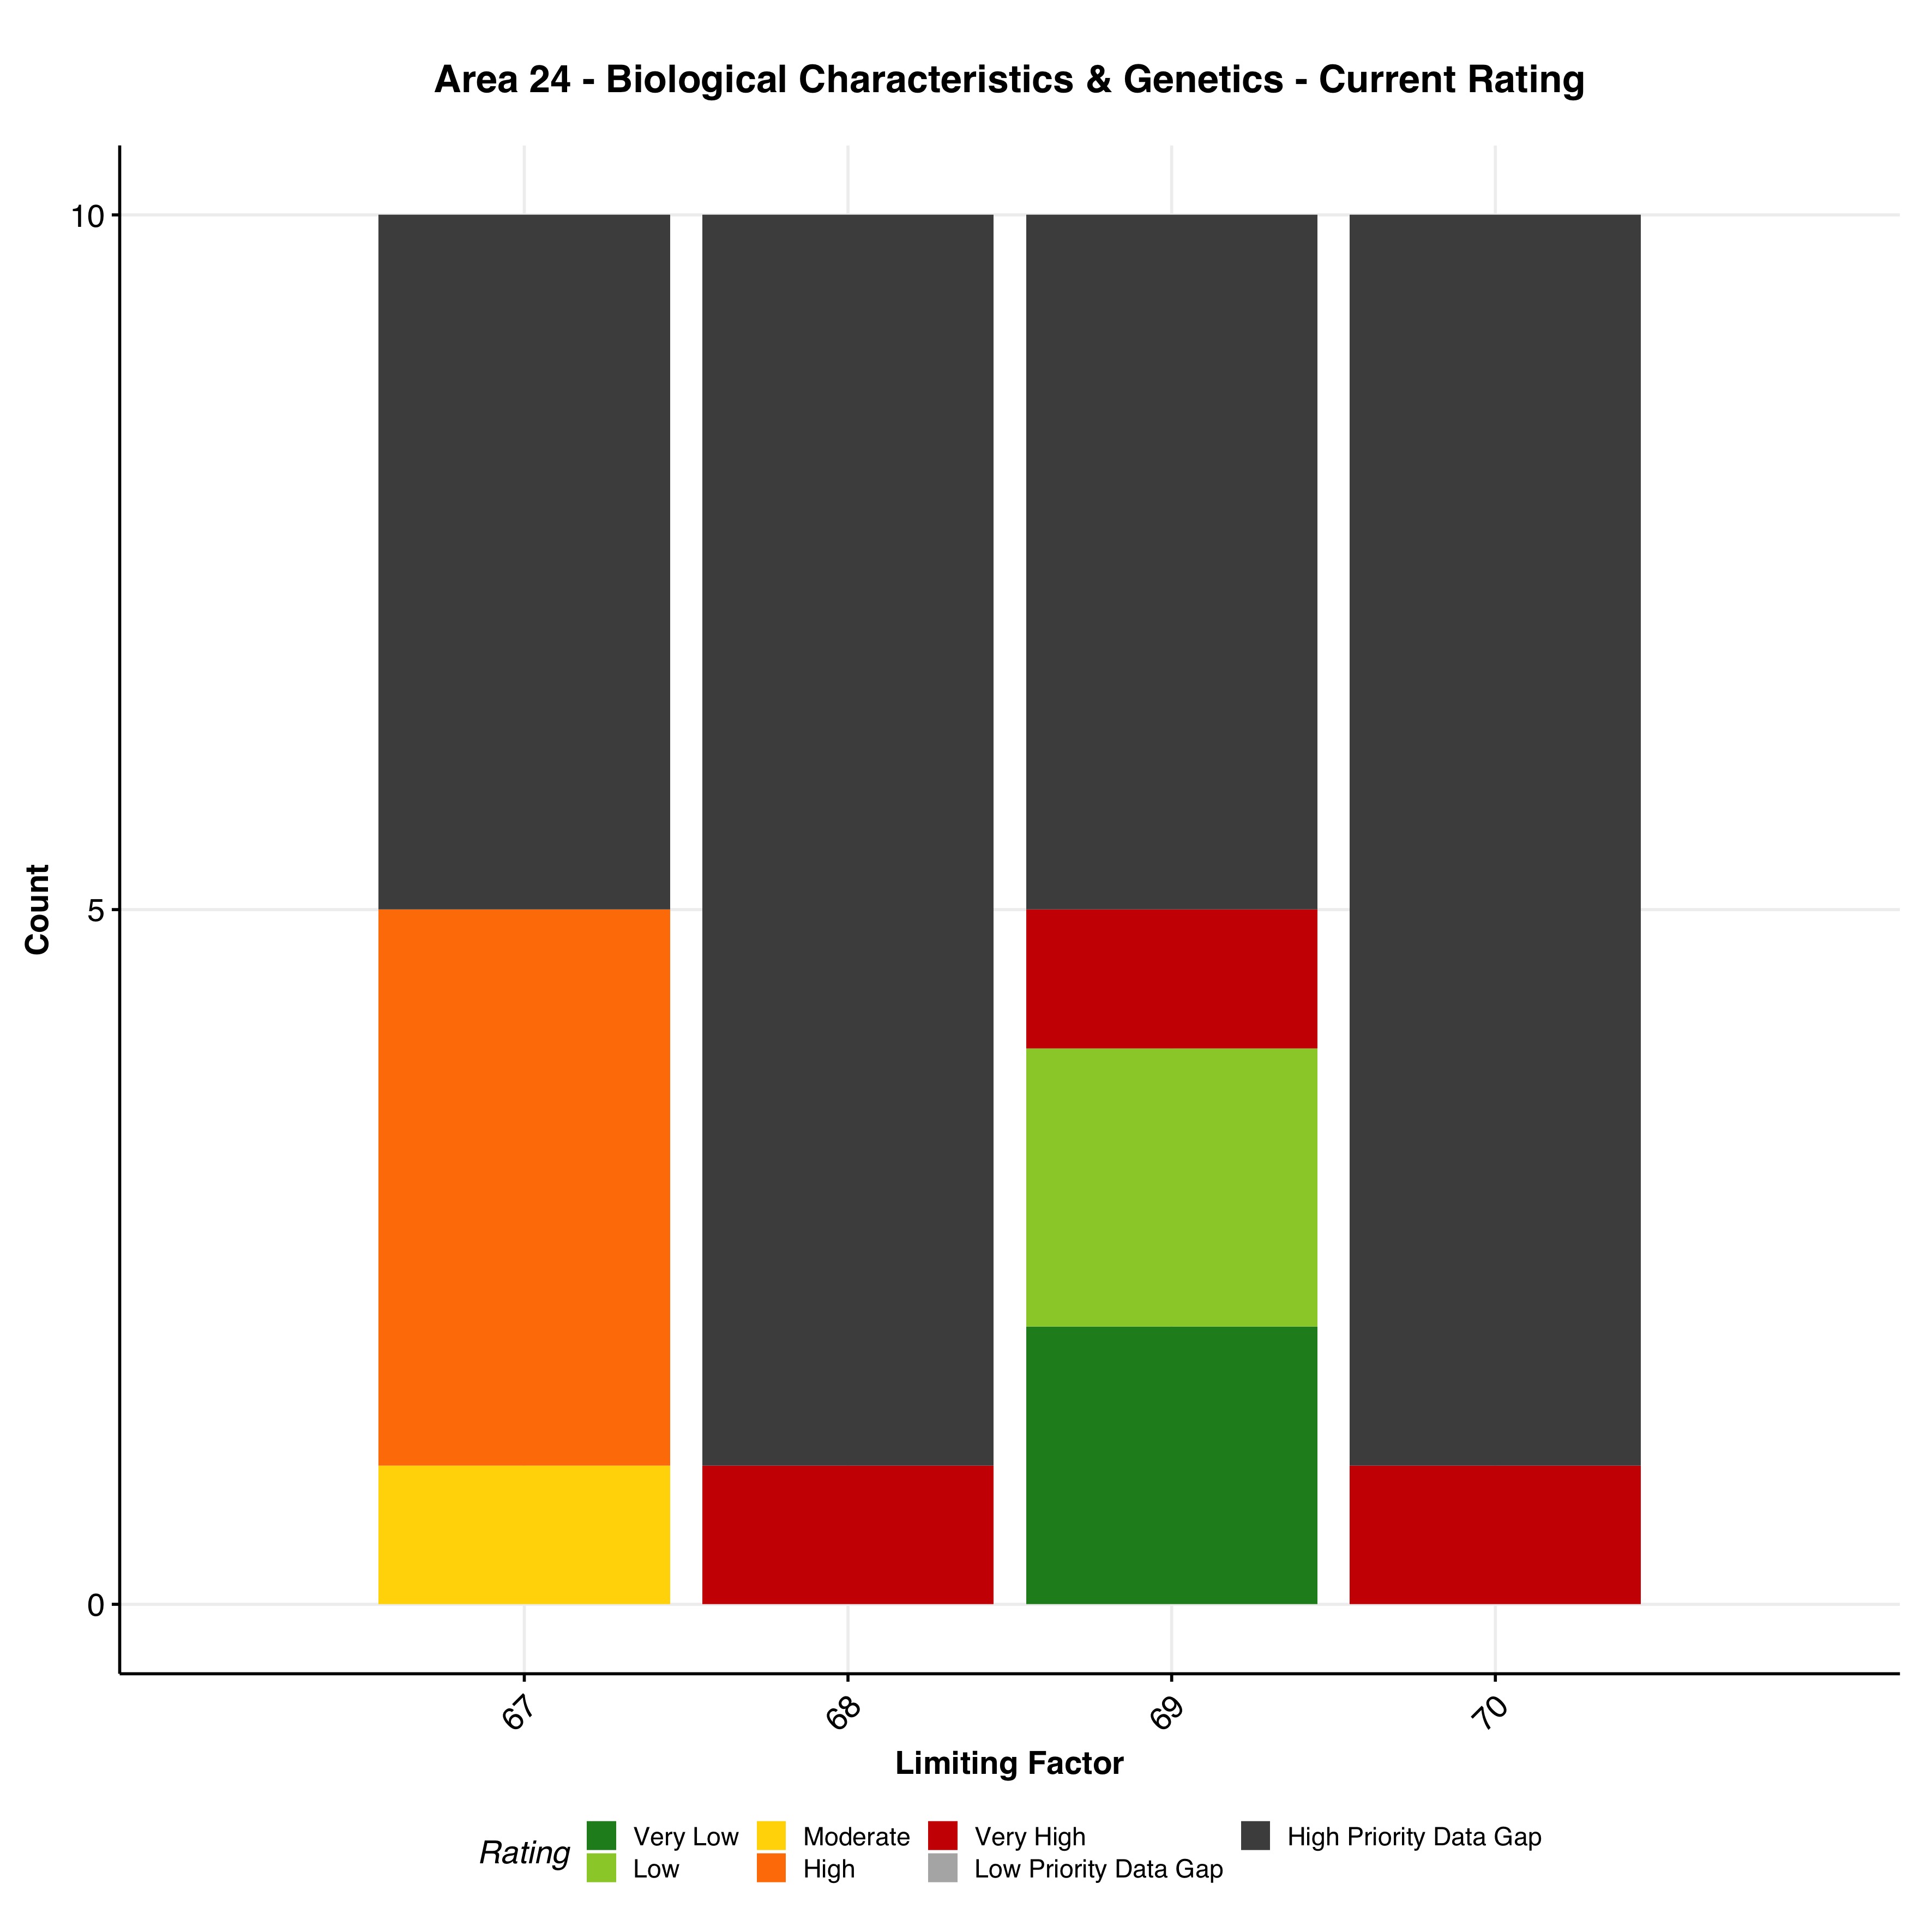 Area 24 - Biological Characteristics & Genetics - Current Rating
10
5
0
Count
67
68
69
70
Limiting Factor
Rating
Very Low
Low
Moderate
High
Very High
Low Priority Data Gap
High Priority Data Gap